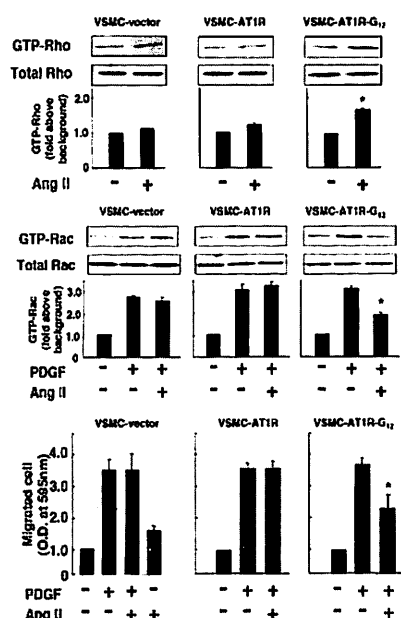 VSMC-vector VSMC-AT1R VSMC-AT1R-G12
GTP-Rho
Total Rho
GTP-Rho
(fold above
background)
2.0
1.0
0
*
Ang II - + - + - +
VSMC-vector VSMC-AT1R VSMC-AT1R-G12
GTP-Rac
Total Rac
GTP-Rac
(fold above
background)
3.0
2.0
1.0
0
*
PDGF - + + - + + - + +
Ang II - - + - - + - - +
VSMC-vector VSMC-AT1R VSMC-AT1R-G12
Migrated cell
(O.D. at 595nm)
4.0
3.0
2.0
1.0
0
*
PDGF - + + - - + + - + +
Ang II - - + + - - + - - +